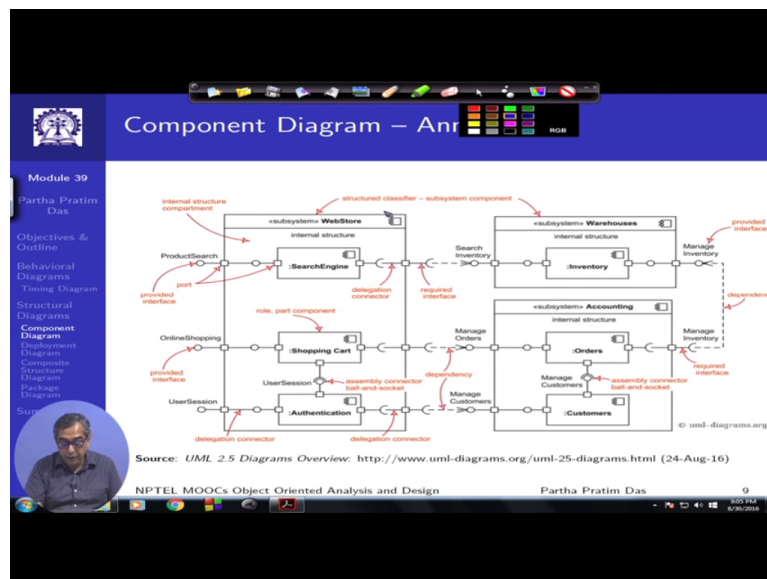 Component Diagram – Ann
RGB
Module 39
Partha Pratim
Das
Objectives &
Outline
Behavioral
Diagrams
Timing Diagram
Structural
Diagrams
Component
Diagram
Deployment
Diagram
Composite
Structure
Diagram
Package
Diagram
Sum
internal structure
compartment
structured classifier – subsystem component
«subsystem» WebStore
internal structure
ProductSearch
:SearchEngine
port
provided
interface
delegation
connector
required
interface
Search
Inventory
«subsystem» Warehouses
internal structure
:Inventory
Manage
Inventory
provided
interface
dependency
role, part component
OnlineShopping
:Shopping Cart
provided
interface
UserSession
assembly connector
ball-and-socket
UserSession
:Authentication
delegation connector
delegation connector
Manage
Orders
dependency
Manage
Customers
«subsystem» Accounting
internal structure
:Orders
Manage
Inventory
required
interface
Manage
Customers
assembly connector
ball-and-socket
:Customers
© uml-diagrams.org
Source: UML 2.5 Diagrams Overview: http://www.uml-diagrams.org/uml-25-diagrams.html (24-Aug-16)
NPTEL MOOCs Object Oriented Analysis and Design Partha Pratim Das 9
9:05 PM
8/30/2016